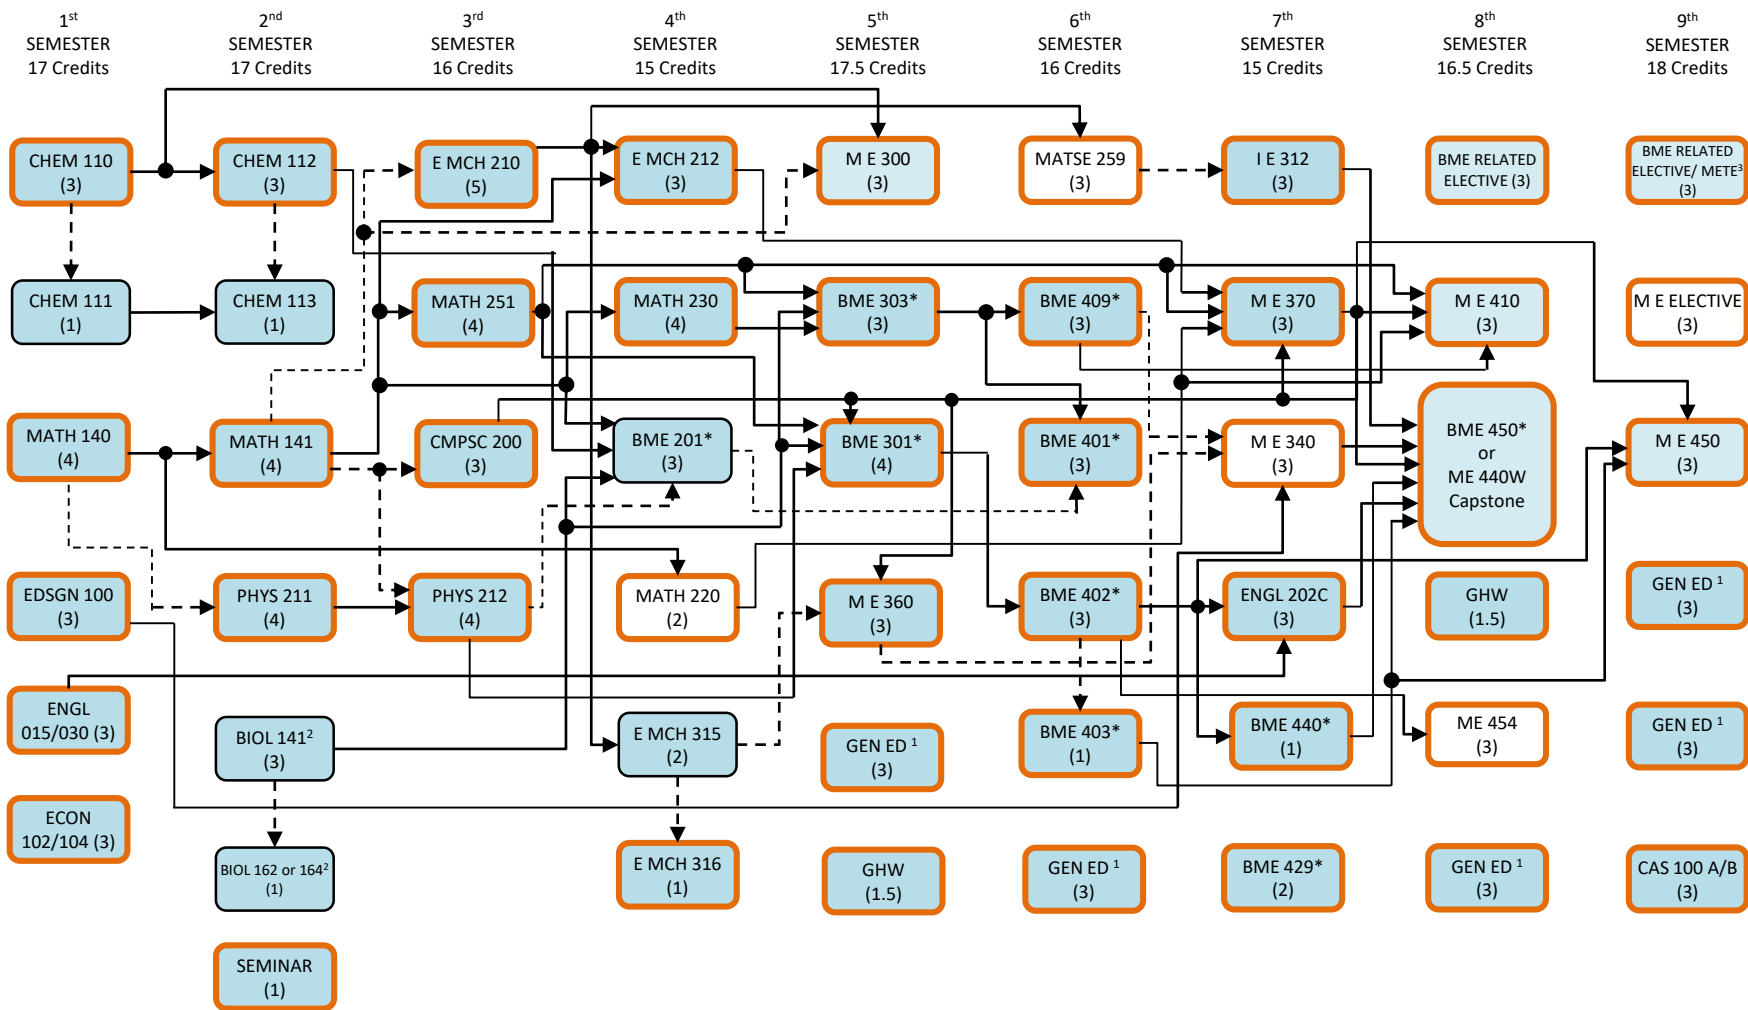 1st
SEMESTER
17 Credits
2nd
SEMESTER
17 Credits
3rd
SEMESTER
16 Credits
4th
SEMESTER
15 Credits
5th
SEMESTER
17.5 Credits
6th
SEMESTER
16 Credits
7th
SEMESTER
15 Credits
8th
SEMESTER
16.5 Credits
9th
SEMESTER
18 Credits
CHEM 110
(3)
CHEM 112
(3)
E MCH 210
(5)
E MCH 212
(3)
M E 300
(3)
MATSE 259
(3)
I E 312
(3)
BME RELATED
ELECTIVE (3)
BME RELATED
ELECTIVE/ METE3
(3)
CHEM 111
(1)
CHEM 113
(1)
MATH 251
(4)
MATH 230
(4)
BME 303*
(3)
BME 409*
(3)
M E 370
(3)
M E 410
(3)
M E ELECTIVE
(3)
MATH 140
(4)
MATH 141
(4)
CMPSC 200
(3)
BME 201*
(3)
BME 301*
(4)
BME 401*
(3)
M E 340
(3)
BME 450*
or
ME 440W
Capstone
M E 450
(3)
EDSGN 100
(3)
PHYS 211
(4)
PHYS 212
(4)
MATH 220
(2)
M E 360
(3)
BME 402*
(3)
ENGL 202C
(3)
GHW
(1.5)
GEN ED 1
(3)
ENGL
015/030 (3)
BIOL 1412
(3)
E MCH 315
(2)
GEN ED 1
(3)
BME 403*
(1)
BME 440*
(1)
ME 454
(3)
GEN ED 1
(3)
ECON
102/104 (3)
BIOL 162 or 1642
(1)
E MCH 316
(1)
GHW
(1.5)
GEN ED 1
(3)
BME 429*
(2)
GEN ED 1
(3)
CAS 100 A/B
(3)
SEMINAR
(1)